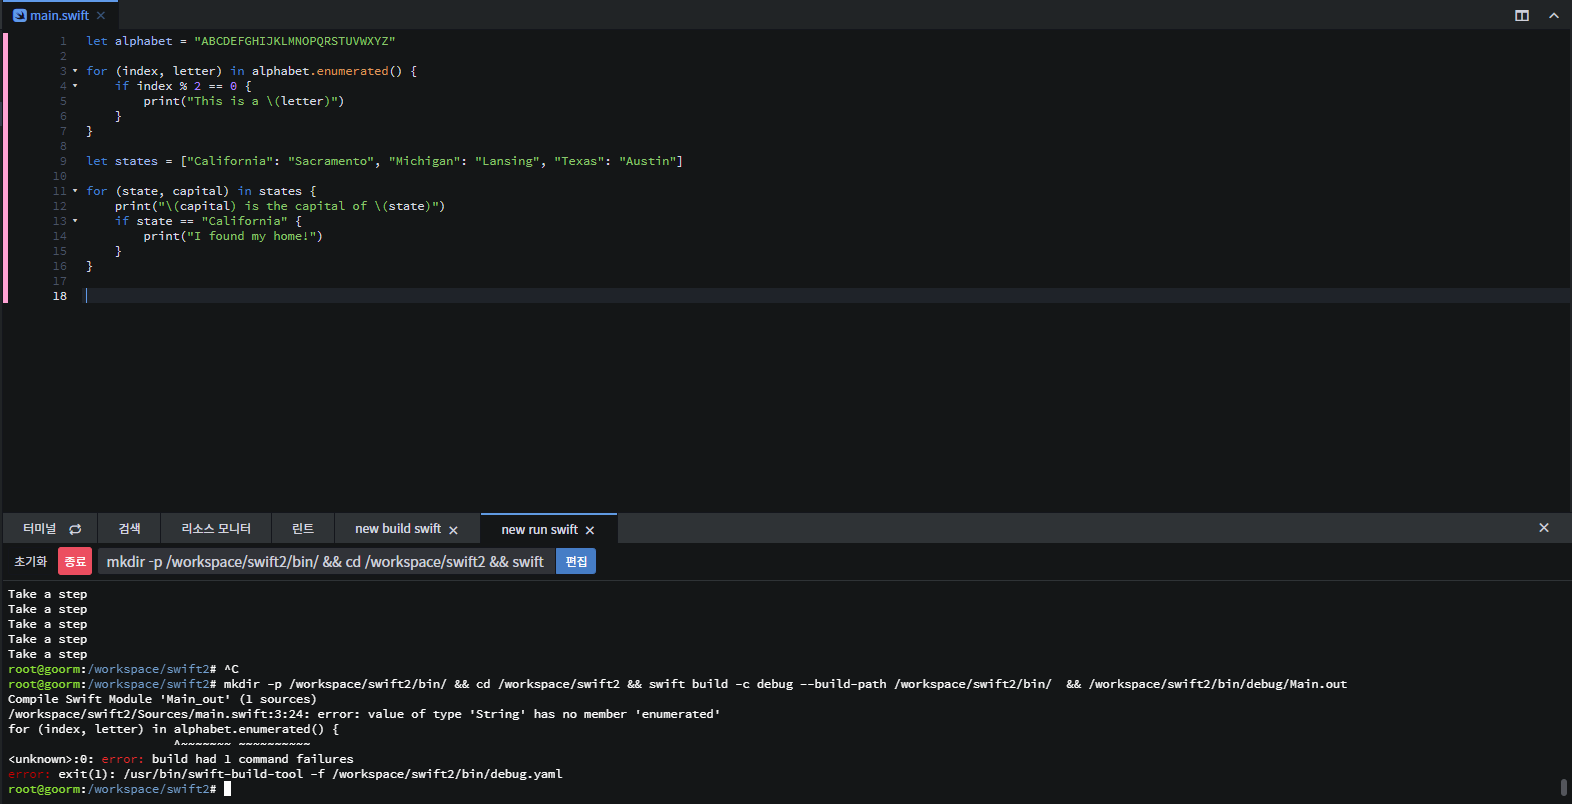 main.swift
1 let alphabet = "ABCDEFGHIJKLMNOPQRSTUVWXYZ"
2
3 for (index, letter) in alphabet.enumerated() {
4     if index % 2 == 0 {
5         print("This is a \(letter)")
6     }
7 }
8
9 let states = ["California": "Sacramento", "Michigan": "Lansing", "Texas": "Austin"]
10
11 for (state, capital) in states {
12     print("\(capital) is the capital of \(state)")
13     if state == "California" {
14         print("I found my home!")
15     }
16 }
17
18
터미널 검색 리소스 모니터 린트 new build swift new run swift
초기화 종료 mkdir -p /workspace/swift2/bin/ && cd /workspace/swift2 && swift 편집
Take a step
Take a step
Take a step
Take a step
Take a step
root@goorm:/workspace/swift2# ^C
root@goorm:/workspace/swift2# mkdir -p /workspace/swift2/bin/ && cd /workspace/swift2 && swift build -c debug --build-path /workspace/swift2/bin/  && /workspace/swift2/bin/debug/Main.out
Compile Swift Module 'Main_out' (1 sources)
/workspace/swift2/Sources/main.swift:3:24: error: value of type 'String' has no member 'enumerated'
for (index, letter) in alphabet.enumerated() {
                       ^~~~~~~~ ~~~~~~~~~~
<unknown>:0: error: build had 1 command failures
error: exit(1): /usr/bin/swift-build-tool -f /workspace/swift2/bin/debug.yaml
root@goorm:/workspace/swift2#